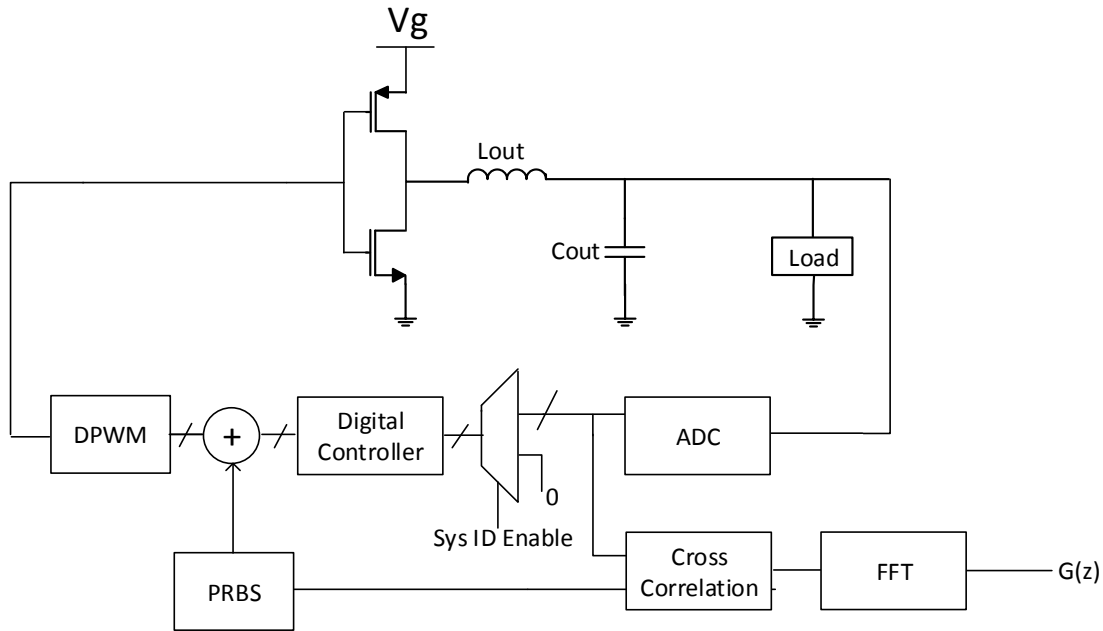 Vg
Lout
Cout
Load
DPWM
+
Digital
Controller
ADC
0
Sys ID Enable
PRBS
Cross
Correlation
FFT
G(z)